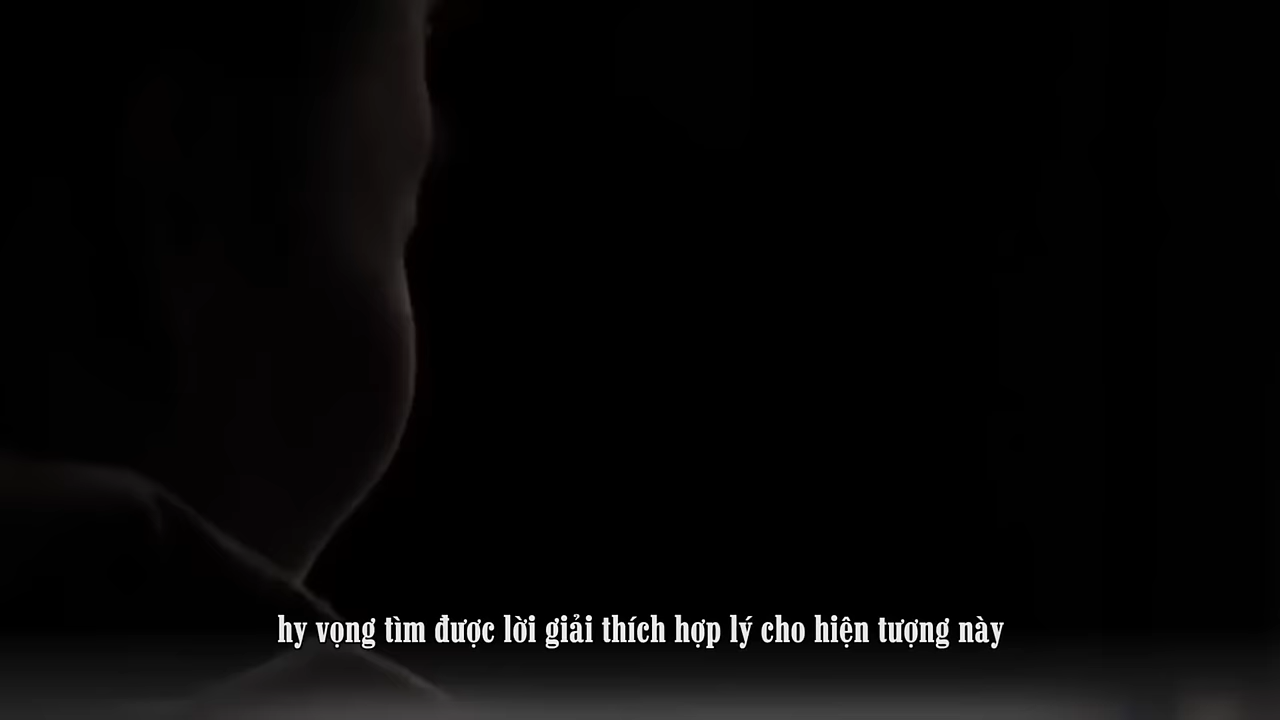 hy vọng tìm được lời giải thích hợp lý cho hiện tượng này